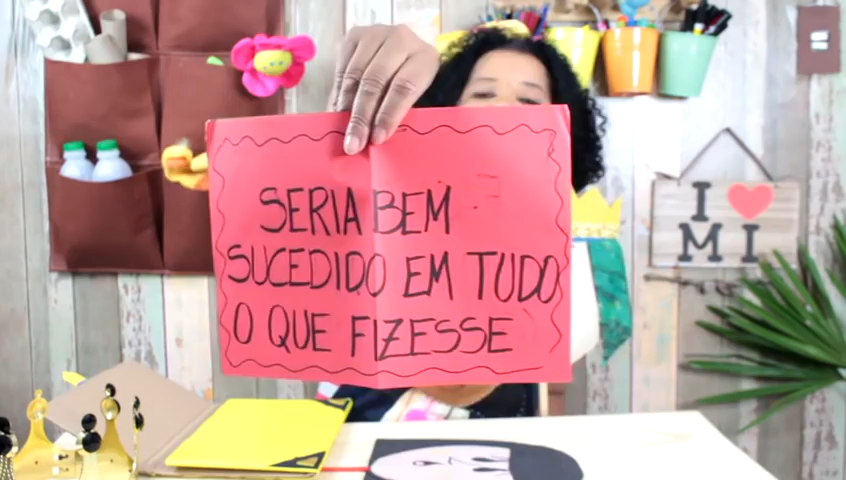 SERIA BEM
SUCEDIDO EM TUDO
O QUE FIZESSE
I
MI